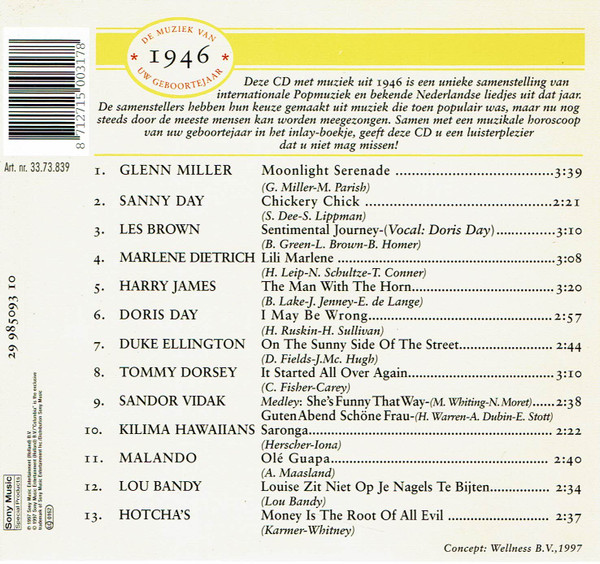 DE MUZIEK VAN
* 1946 *
UW GEBOORTEJAAR
8 712715 003178
Art. nr. 33.73.839
29 985093 10
Deze CD met muziek uit 1946 is een unieke samenstelling van
internationale Popmuziek en bekende Nederlandse liedjes uit dat jaar.
De samenstellers hebben hun keuze gemaakt uit muziek die toen populair was, maar nu nog
steeds door de meeste mensen kan worden meegezongen. Samen met een muzikale horoscoop
van uw geboortejaar in het inlay-boekje, geeft deze CD u een luisterplezier
dat u niet mag missen!
1. GLENN MILLER Moonlight Serenade 3:39
(G. Miller-M. Parish)
2. SANNY DAY Chickery Chick 2:21
(S. Dee-S. Lippman)
3. LES BROWN Sentimental Journey-(Vocal: Doris Day) 3:10
(B. Green-L. Brown-B. Homer)
4. MARLENE DIETRICH Lili Marlene 3:08
(H. Leip-N. Schultze-T. Conner)
5. HARRY JAMES The Man With The Horn 3:20
(B. Lake-J. Jenney-E. de Lange)
6. DORIS DAY I May Be Wrong 2:57
(H. Ruskin-H. Sullivan)
7. DUKE ELLINGTON On The Sunny Side Of The Street 2:44
(D. Fields-J.Mc. Hugh)
8. TOMMY DORSEY It Started All Over Again 3:10
(C. Fisher-Carey)
9. SANDOR VIDAK Medley: She's Funny That Way-(M. Whiting-N.Moret) 2:38
Guten Abend Schöne Frau-(H. Warren-A. Dubin-E. Stott)
10. KILIMA HAWAIIANS Saronga 2:22
(Herscher-Iona)
11. MALANDO Olé Guapa 2:40
(A. Maasland)
12. LOU BANDY Louise Zit Niet Op Je Nagels Te Bijten 2:34
(Lou Bandy)
13. HOTCHA'S Money Is The Root Of All Evil 2:37
(Karmer-Whitney)
Sony Music
Special Products
Concept: Wellness B.V.,1997